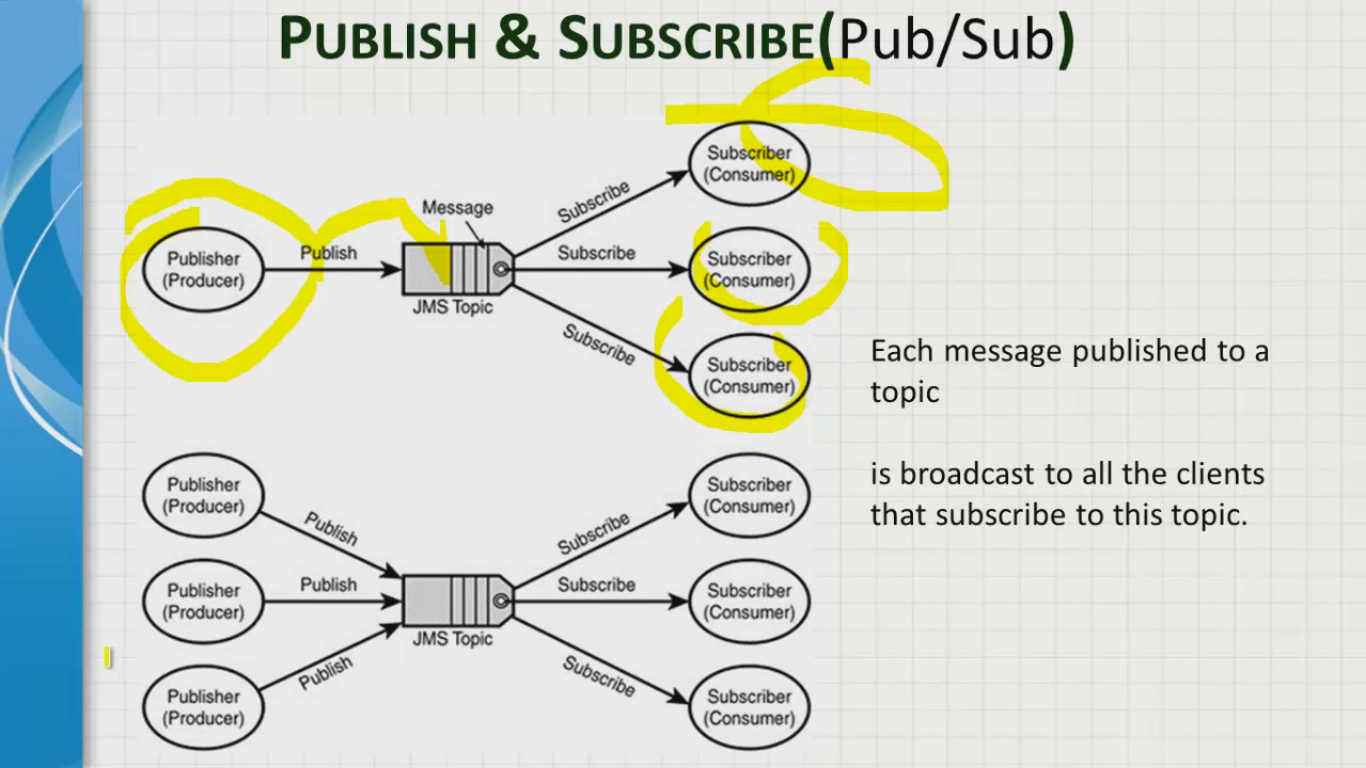 PUBLISH & SUBSCRIBE(Pub/Sub)
Subscriber
(Consumer)
Subscribe
Message
Publisher
(Producer)
Publish
Subscribe
Subscriber
(Consumer)
JMS Topic
Subscribe
Subscriber
(Consumer)
Each message published to a
topic
is broadcast to all the clients
that subscribe to this topic.
Publisher
(Producer)
Publish
Subscribe
Subscriber
(Consumer)
Publisher
(Producer)
Publish
Subscribe
Subscriber
(Consumer)
JMS Topic
Publish
Subscribe
Publisher
(Producer)
Subscriber
(Consumer)